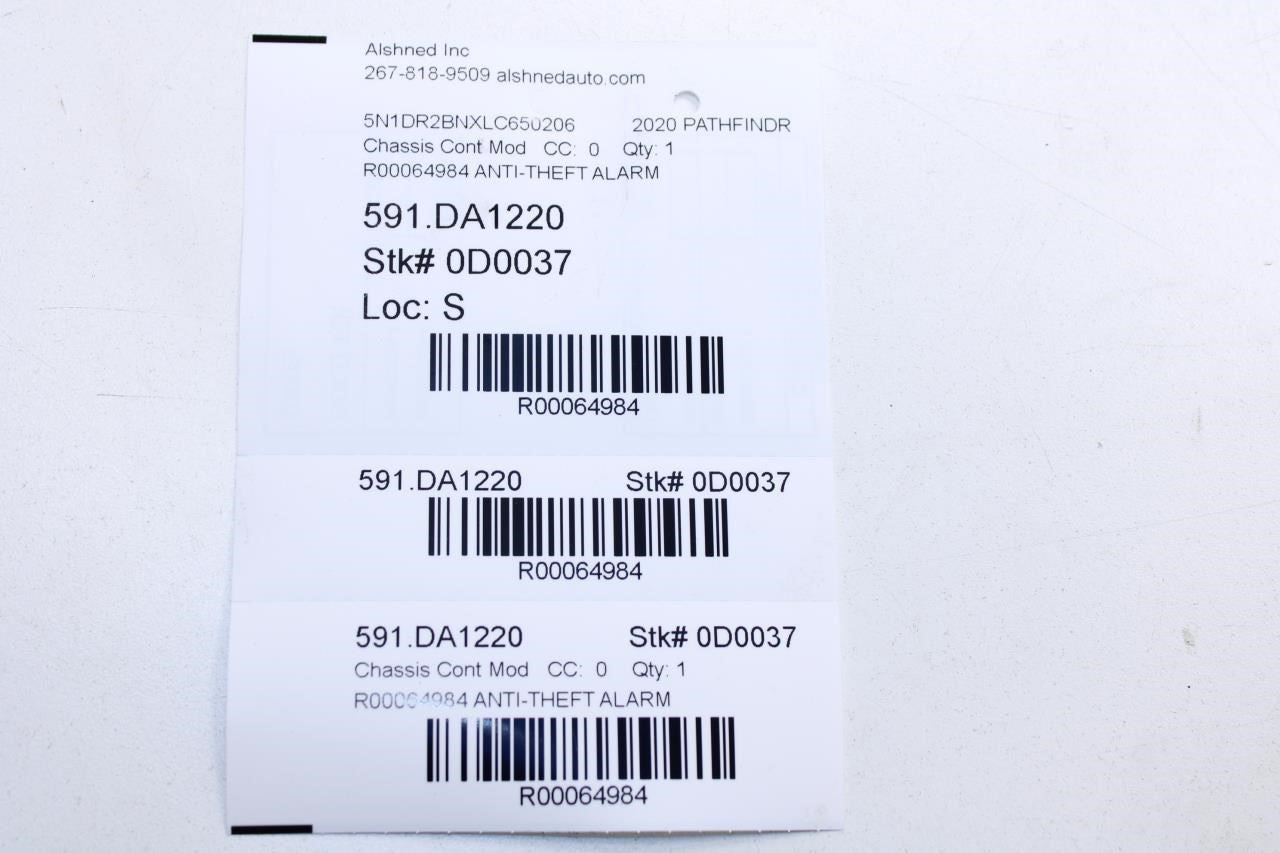 Alshned Inc
267-818-9509 alshnedauto.com
5N1DR2BNXLC650206 2020 PATHFINDR
Chassis Cont Mod CC: 0 Qty: 1
R00064984 ANTI-THEFT ALARM
591.DA1220
Stk# 0D0037
Loc: S
R00064984
591.DA1220 Stk# 0D0037
R00064984
591.DA1220 Stk# 0D0037
Chassis Cont Mod CC: 0 Qty: 1
R00064984 ANTI-THEFT ALARM
R00064984